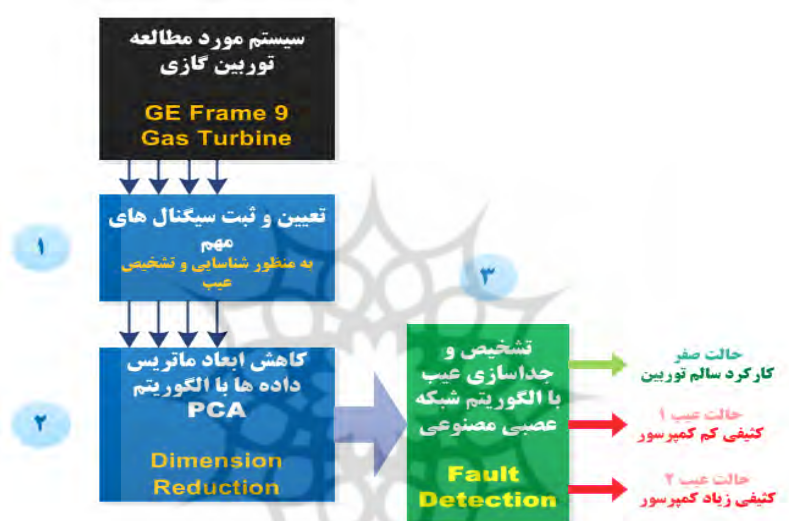 سیستم مورد مطالعه
توربین گازی
GE Frame 9
Gas Turbine
۱
تعیین و ثبت سیگنال های
مهم
به منظور شناسایی و تشخیص
عیب
۲
کاهش ابعاد ماتریس
داده ها با الگوریتم
PCA
Dimension
Reduction
۳
تشخیص و
جداسازی عیب
با الگوریتم شبکه
عصبی مصنوعی
Fault
Detection
حالت صفر
کارکرد سالم توربین
حالت عیب ۱
کثیفی کم کمپرسور
حالت عیب ۲
کثیفی زیاد کمپرسور